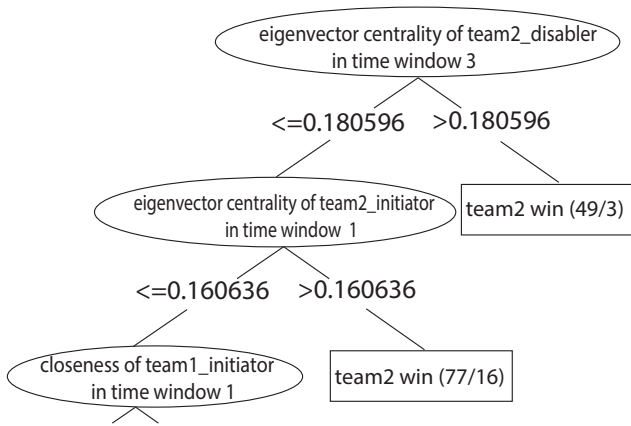 eigenvector centrality of team2_disabler
in time window 3
<=0.180596
>0.180596
eigenvector centrality of team2_initiator
in time window 1
team2 win (49/3)
<=0.160636
>0.160636
closeness of team1_initiator
in time window 1
team2 win (77/16)